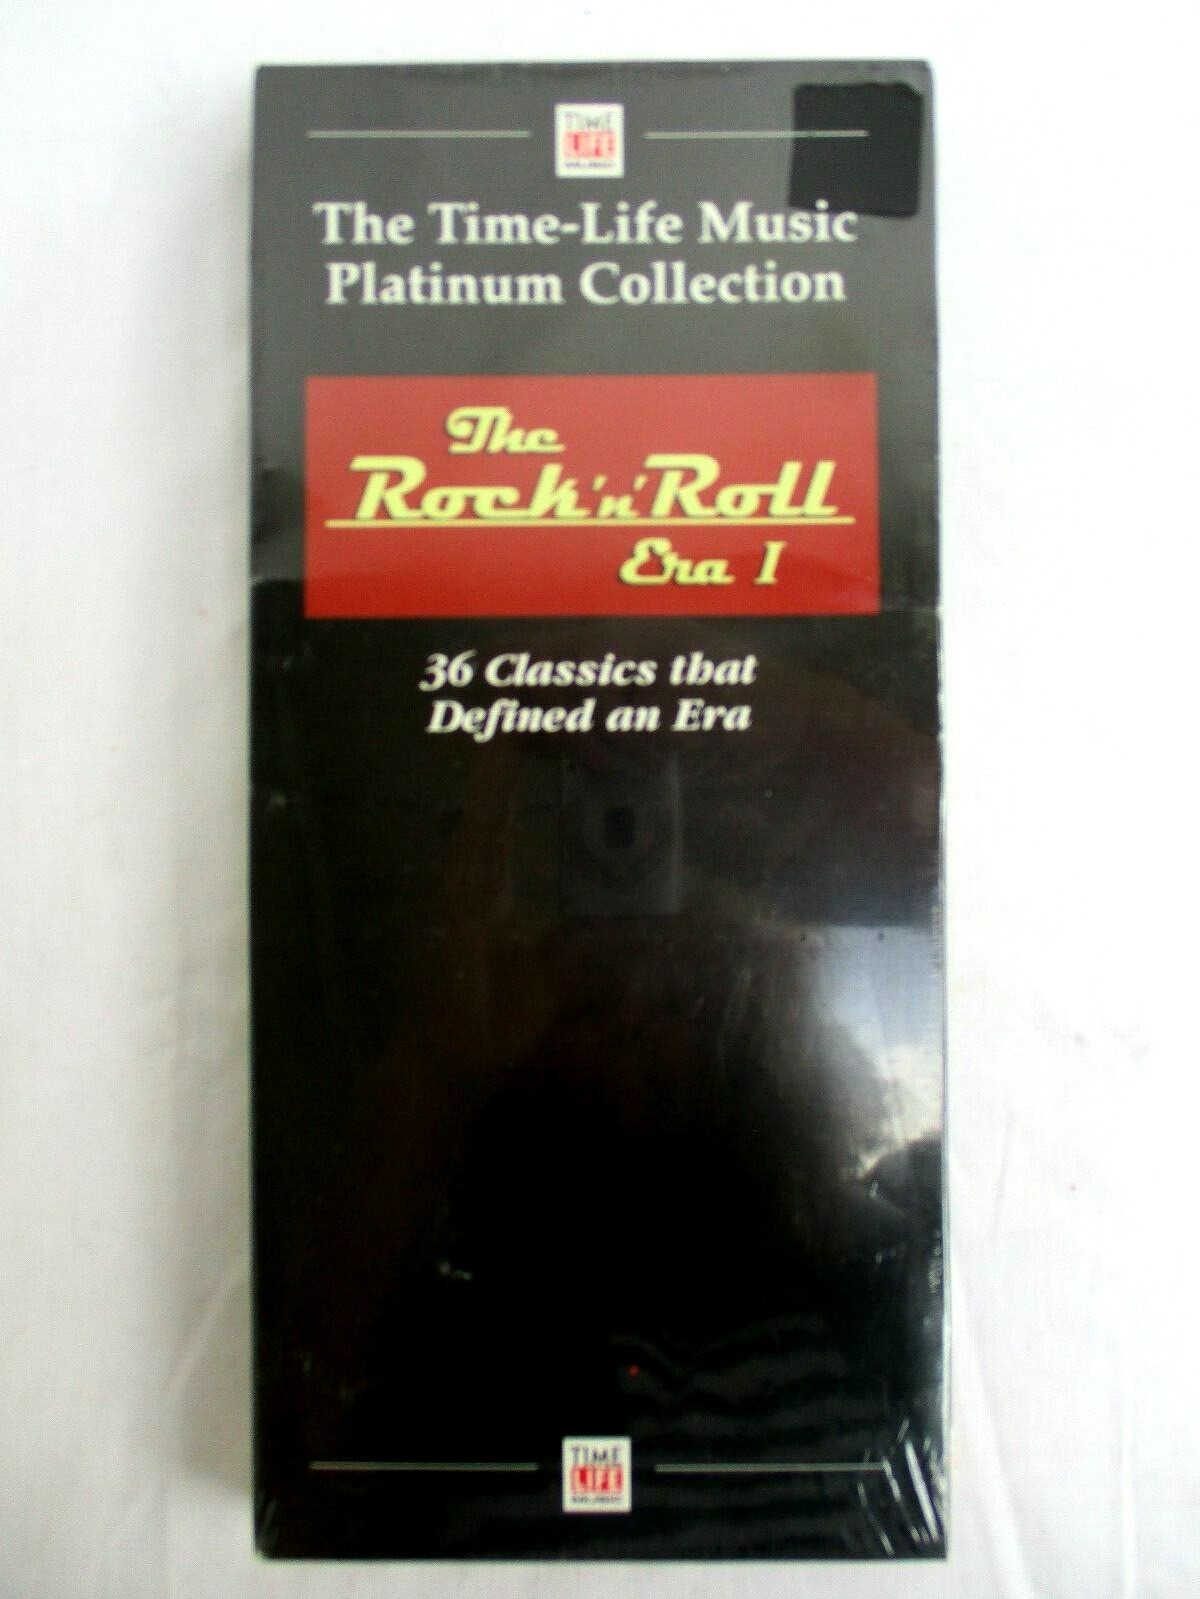 TIME
LIFE
The Time-Life Music
Platinum Collection
The
Rock 'n' Roll
Era I
36 Classics that
Defined an Era
TIME
LIFE